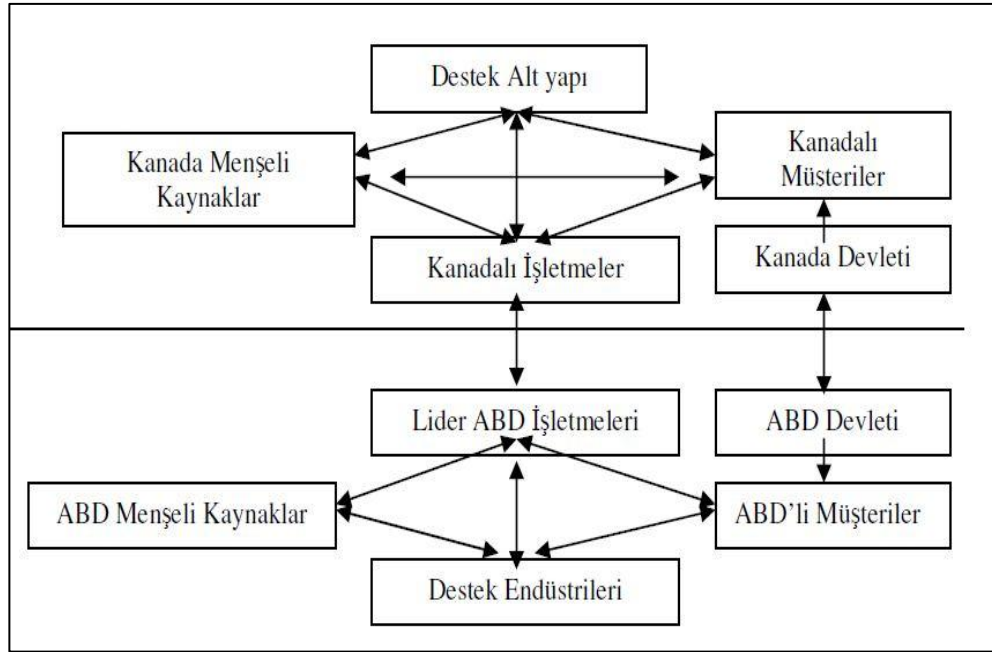 Destek Alt yapı
Kanada Menşeli
Kaynaklar
Kanadalı
Müşteriler
Kanadalı İşletmeler
Kanada Devleti
Lider ABD İşletmeleri
ABD Devleti
ABD Menşeli Kaynaklar
ABD'li Müşteriler
Destek Endüstrileri